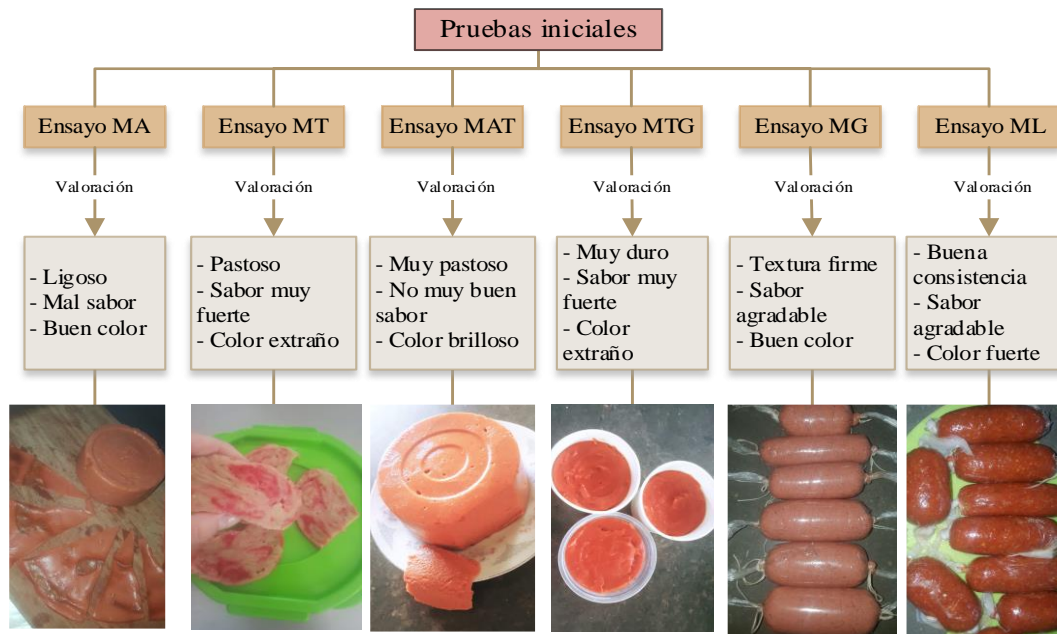 Pruebas iniciales
Ensayo MA
Ensayo MT
Ensayo MAT
Ensayo MTG
Ensayo MG
Ensayo ML
Valoración
Valoración
Valoración
Valoración
Valoración
Valoración
- Ligoso
- Mal sabor
- Buen color
- Pastoso
- Sabor muy
fuerte
- Color extraño
- Muy pastoso
- No muy buen
sabor
- Color brilloso
- Muy duro
- Sabor muy
fuerte
- Color
extraño
- Textura firme
- Sabor
agradable
- Buen color
- Buena
consistencia
- Sabor
agradable
- Color fuerte